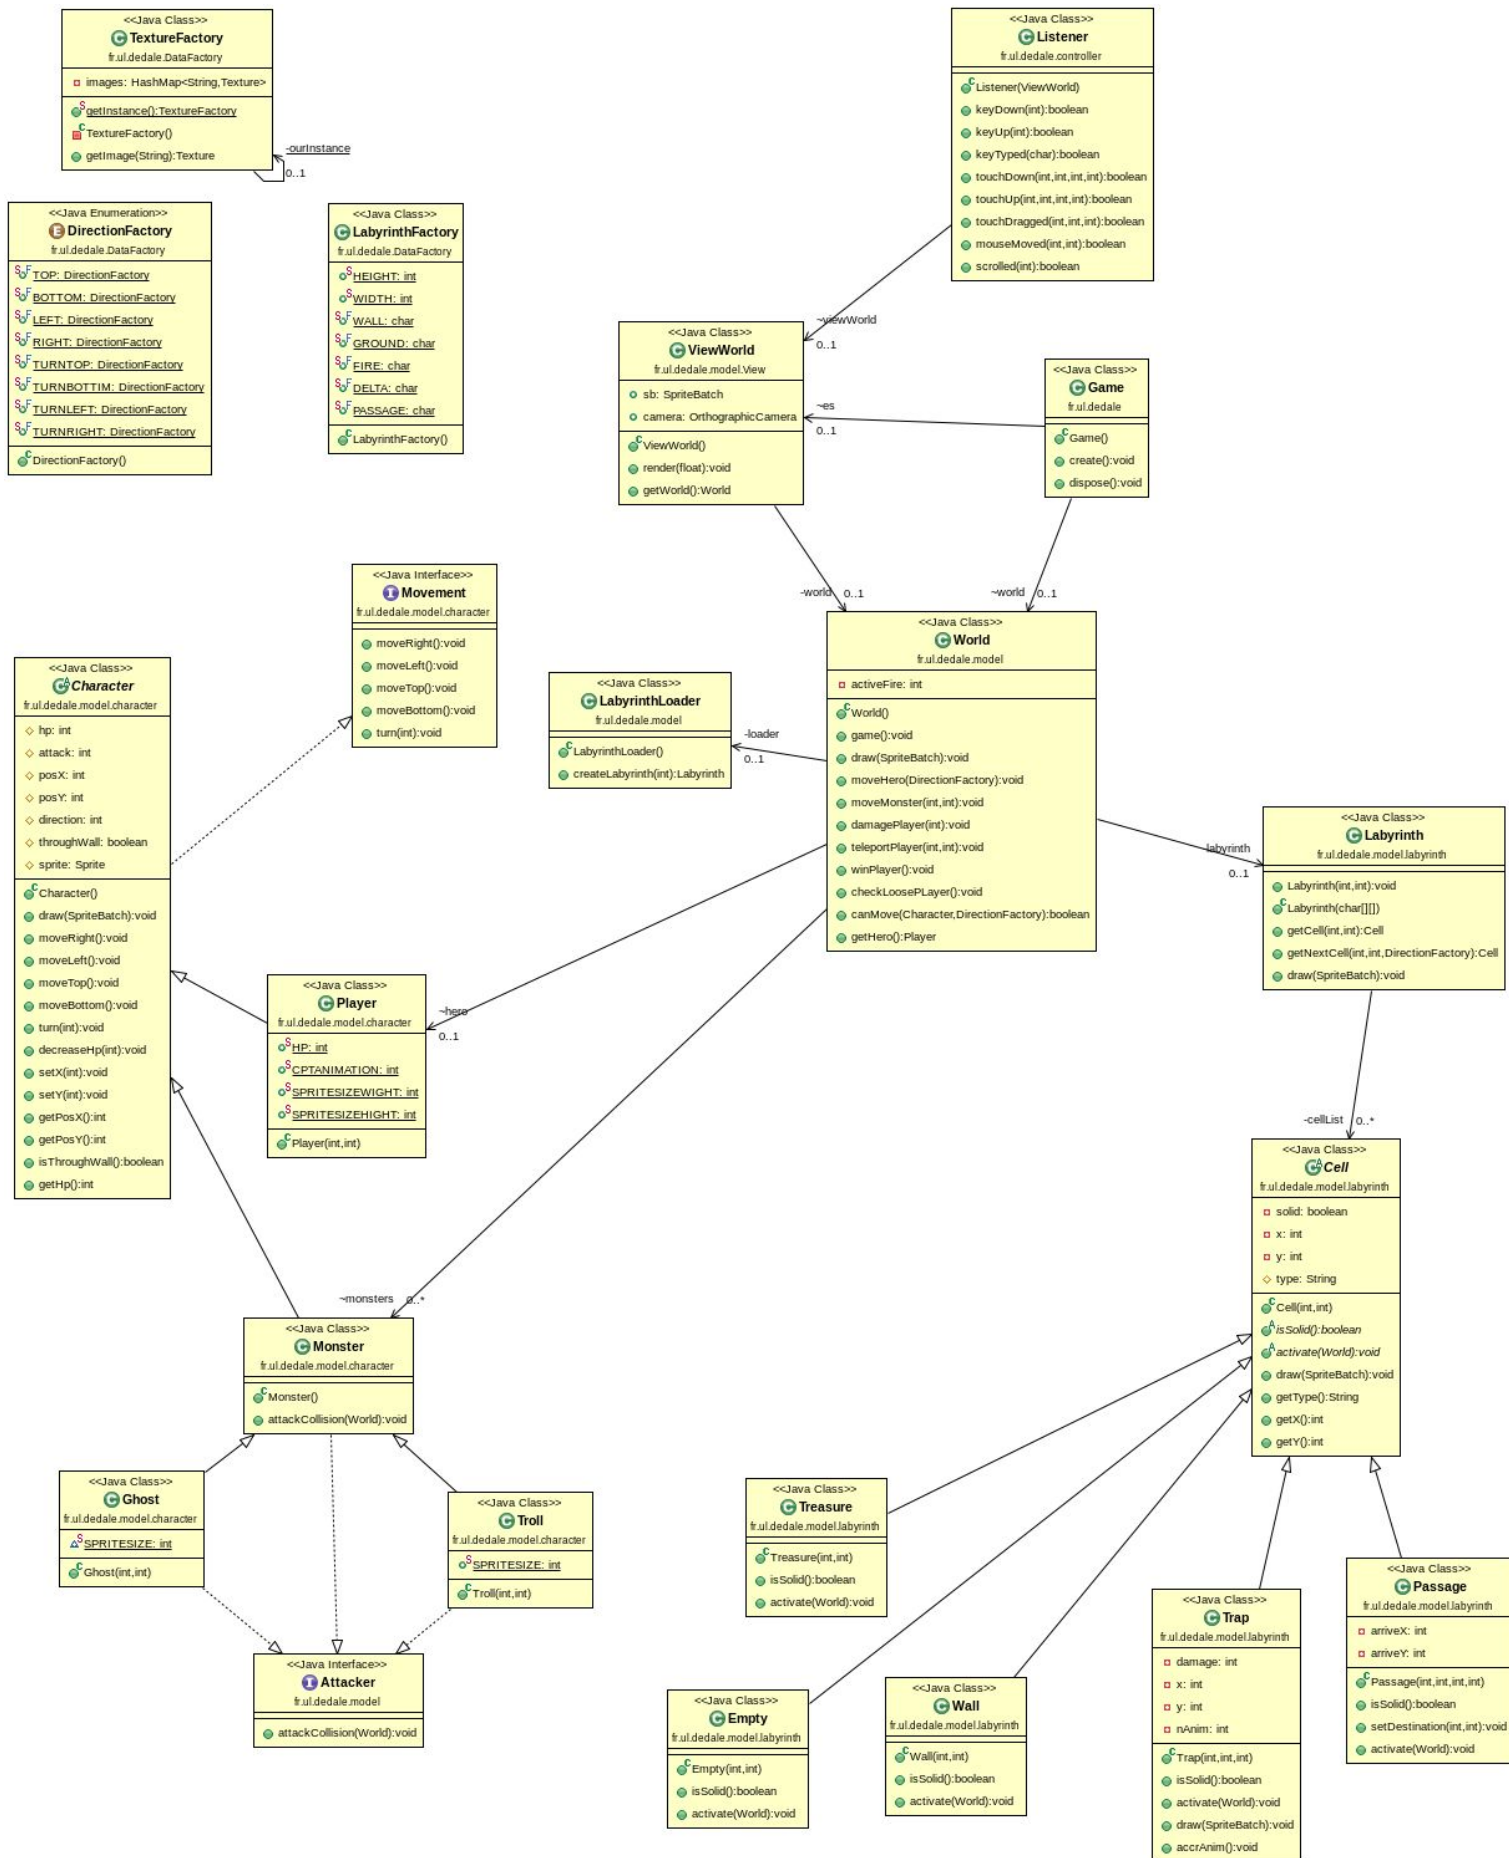 <<Java Class>>
TextureFactory
fr.ul.dedale.DataFactory
images: HashMap<String,Texture>
getInstance():TextureFactory
TextureFactory()
getImage(String):Texture
-ourInstance
0..1
<<Java Enumeration>>
DirectionFactory
fr.ul.dedale.DataFactory
TOP: DirectionFactory
BOTTOM: DirectionFactory
LEFT: DirectionFactory
RIGHT: DirectionFactory
TURNTOP: DirectionFactory
TURNBOTTIM: DirectionFactory
TURNLEFT: DirectionFactory
TURNRIGHT: DirectionFactory
DirectionFactory()
<<Java Class>>
LabyrinthFactory
fr.ul.dedale.DataFactory
HEIGHT: int
WIDTH: int
WALL: char
GROUND: char
FIRE: char
DELTA: char
PASSAGE: char
LabyrinthFactory()
<<Java Class>>
Listener
fr.ul.dedale.controller
Listener(ViewWorld)
keyDown(int):boolean
keyUp(int):boolean
keyTyped(char):boolean
touchDown(int,int,int,int):boolean
touchUp(int,int,int,int):boolean
touchDragged(int,int,int):boolean
mouseMoved(int,int):boolean
scrolled(int):boolean
~viewWorld
0..1
<<Java Class>>
ViewWorld
fr.ul.dedale.model.View
sb: SpriteBatch
camera: OrthographicCamera
ViewWorld()
render(float):void
getWorld():World
~es
0..1
<<Java Class>>
Game
fr.ul.dedale
Game()
create():void
dispose():void
-world 0..1
~world 0..1
<<Java Interface>>
Movement
fr.ul.dedale.model.character
moveRight():void
moveLeft():void
moveTop():void
moveBottom():void
turn(int):void
<<Java Class>>
Character
fr.ul.dedale.model.character
hp: int
attack: int
posX: int
posY: int
direction: int
throughWall: boolean
sprite: Sprite
Character()
draw(SpriteBatch):void
moveRight():void
moveLeft():void
moveTop():void
moveBottom():void
turn(int):void
decreaseHp(int):void
setX(int):void
setY(int):void
getPosX():int
getPosY():int
isThroughWall():boolean
getHp():int
<<Java Class>>
LabyrinthLoader
fr.ul.dedale.model
LabyrinthLoader()
createLabyrinth(int):Labyrinth
-loader
0..1
<<Java Class>>
World
fr.ul.dedale.model
activeFire: int
World()
game():void
draw(SpriteBatch):void
moveHero(DirectionFactory):void
moveMonster(int,int):void
damagePlayer(int):void
teleportPlayer(int,int):void
winPlayer():void
checkLoosePLayer():void
canMove(Character,DirectionFactory):boolean
getHero():Player
labyrinth
0..1
<<Java Class>>
Labyrinth
fr.ul.dedale.model.labyrinth
Labyrinth(int,int):void
Labyrinth(char[][])
getCell(int,int):Cell
getNextCell(int,int,DirectionFactory):Cell
draw(SpriteBatch):void
<<Java Class>>
Player
fr.ul.dedale.model.character
HP: int
CPTANIMATION: int
SPRITESIZEWIGHT: int
SPRITESIZEHIGHT: int
Player(int,int)
~hero
0..1
-cellList 0..*
<<Java Class>>
Cell
fr.ul.dedale.model.labyrinth
solid: boolean
x: int
y: int
type: String
Cell(int,int)
isSolid():boolean
activate(World):void
draw(SpriteBatch):void
getType():String
getX():int
getY():int
~monsters 0..*
<<Java Class>>
Monster
fr.ul.dedale.model.character
Monster()
attackCollision(World):void
<<Java Class>>
Ghost
fr.ul.dedale.model.character
SPRITESIZE: int
Ghost(int,int)
<<Java Class>>
Troll
fr.ul.dedale.model.character
SPRITESIZE: int
Troll(int,int)
<<Java Interface>>
Attacker
fr.ul.dedale.model
attackCollision(World):void
<<Java Class>>
Treasure
fr.ul.dedale.model.labyrinth
Treasure(int,int)
isSolid():boolean
activate(World):void
<<Java Class>>
Empty
fr.ul.dedale.model.labyrinth
Empty(int,int)
isSolid():boolean
activate(World):void
<<Java Class>>
Wall
fr.ul.dedale.model.labyrinth
Wall(int,int)
isSolid():boolean
activate(World):void
<<Java Class>>
Trap
fr.ul.dedale.model.labyrinth
damage: int
x: int
y: int
nAnim: int
Trap(int,int,int)
isSolid():boolean
activate(World):void
draw(SpriteBatch):void
accrAnim():void
<<Java Class>>
Passage
fr.ul.dedale.model.labyrinth
arriveX: int
arriveY: int
Passage(int,int,int,int)
isSolid():boolean
setDestination(int,int):void
activate(World):void